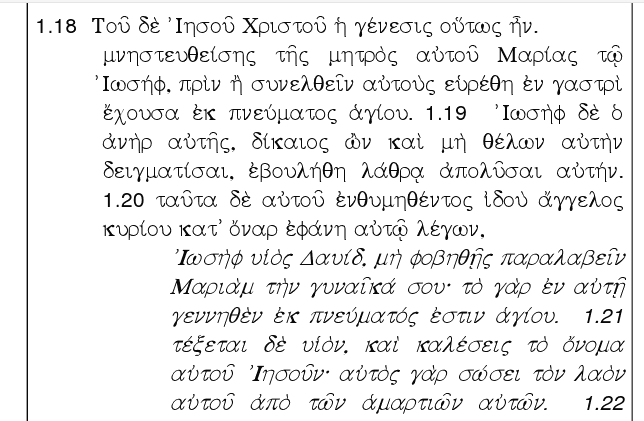 1.18 Τοῦ δὲ Ἰησοῦ Χριστοῦ ἡ γένεσις οὕτως ἦν.
μνηστευθείσης τῆς μητρὸς αὐτοῦ Μαρίας τῷ
Ἰωσήφ, πρὶν ἢ συνελθεῖν αὐτοὺς εὑρέθη ἐν γαστρὶ
ἔχουσα ἐκ πνεύματος ἁγίου. 1.19 Ἰωσὴφ δὲ ὁ
ἀνὴρ αὐτῆς, δίκαιος ὢν καὶ μὴ θέλων αὐτὴν
δειγματίσαι, ἐβουλήθη λάθρᾳ ἀπολῦσαι αὐτήν.
1.20 ταῦτα δὲ αὐτοῦ ἐνθυμηθέντος ἰδοὺ ἄγγελος
κυρίου κατ᾽ ὄναρ ἐφάνη αὐτῷ λέγων,
Ἰωσὴφ υἱὸς Δαυίδ, μὴ φοβηθῇς παραλαβεῖν
Μαριὰμ τὴν γυναῖκά σου· τὸ γὰρ ἐν αὐτῇ
γεννηθὲν ἐκ πνεύματός ἐστιν ἁγίου. 1.21
τέξεται δὲ υἱὸν, καὶ καλέσεις τὸ ὄνομα
αὐτοῦ Ἰησοῦν· αὐτὸς γὰρ σώσει τὸν λαὸν
αὐτοῦ ἀπὸ τῶν ἁμαρτιῶν αὐτῶν. 1.22